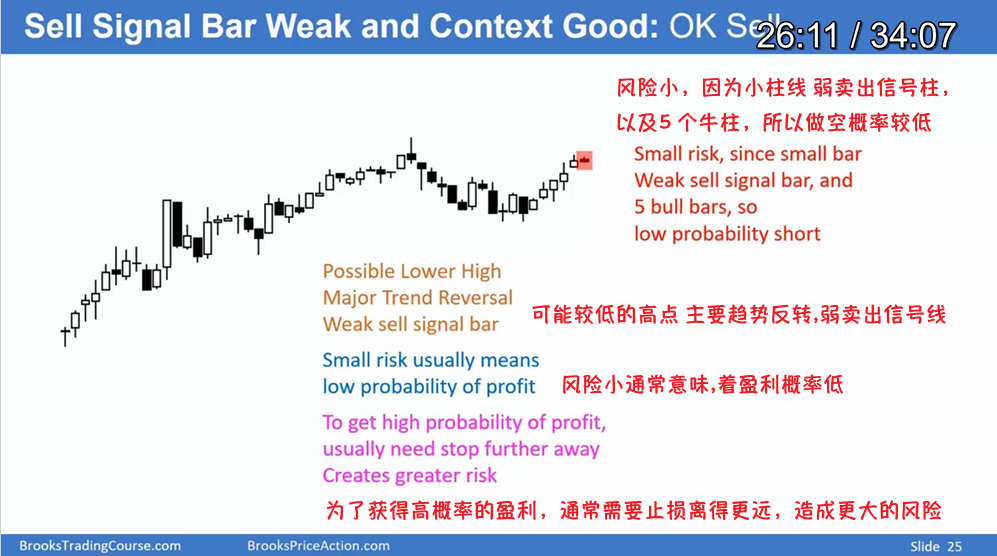 Sell Signal Bar Weak and Context Good: OK Sell
26:11 / 34:07
风险小，因为小柱线 弱卖出信号柱，
以及5个牛柱，所以做空概率较低
Small risk, since small bar
Weak sell signal bar, and
5 bull bars, so
low probability short
Possible Lower High
Major Trend Reversal
Weak sell signal bar
可能较低的高点 主要趋势反转,弱卖出信号线
Small risk usually means
low probability of profit
风险小通常意味,着盈利概率低
To get high probability of profit,
usually need stop further away
Creates greater risk
为了获得高概率的盈利，通常需要止损离得更远，造成更大的风险
BrooksTradingCourse.com
BrooksPriceAction.com
Slide 25